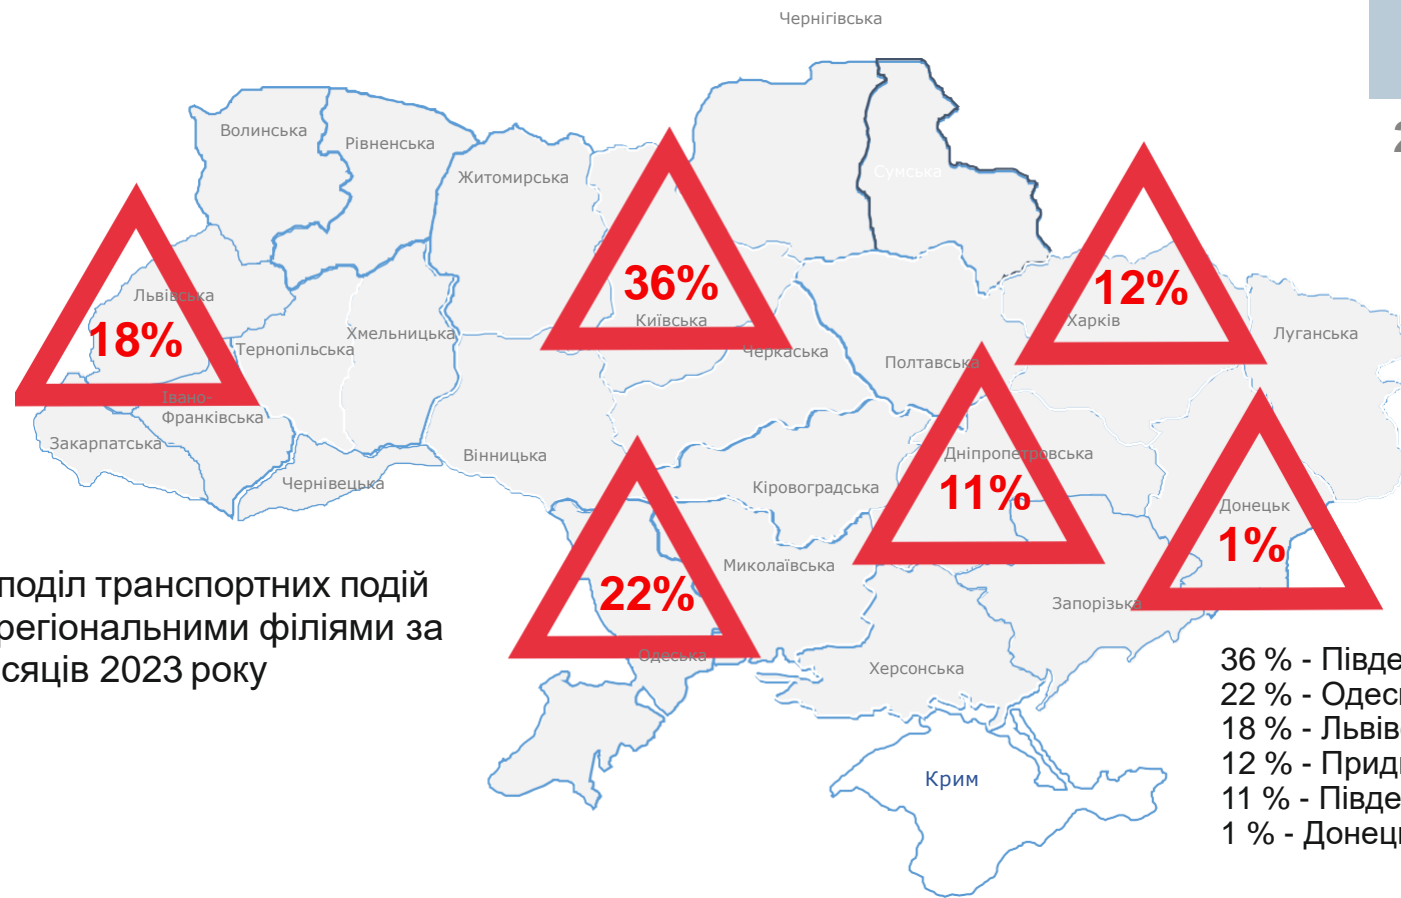 Чернігівська
2
Волинська
Рівненська
Житомирська
Сумська
Львівська
18%
36%
Київська
12%
Харків
Луганська
Хмельницька
Тернопільська
Черкаська
Полтавська
Івано-
Франківська
Закарпатська
Чернівецька
Вінницька
Кіровоградська
Дніпропетровська
11%
Донецьк
1%
22%
Одеська
Миколаївська
Запорізька
Херсонська
Крим
поділ транспортних подій
регіональними філіями за
сяців 2023 року
36 % - Півде
22 % - Одес
18 % - Львів
12 % - Прид
11 % - Півде
1 % - Донец